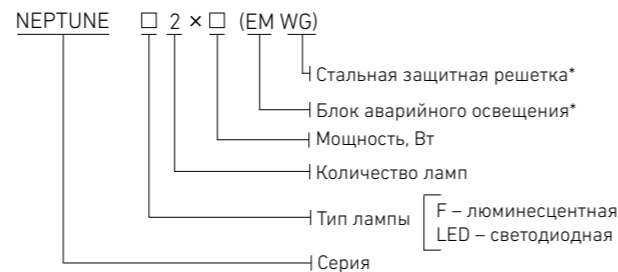 NEPTUNE □ 2 × □ (EM WG)
Стальная защитная решетка*
Блок аварийного освещения*
Мощность, Вт
Количество ламп
Тип лампы
F – люминесцентная
LED – светодиодная
Серия